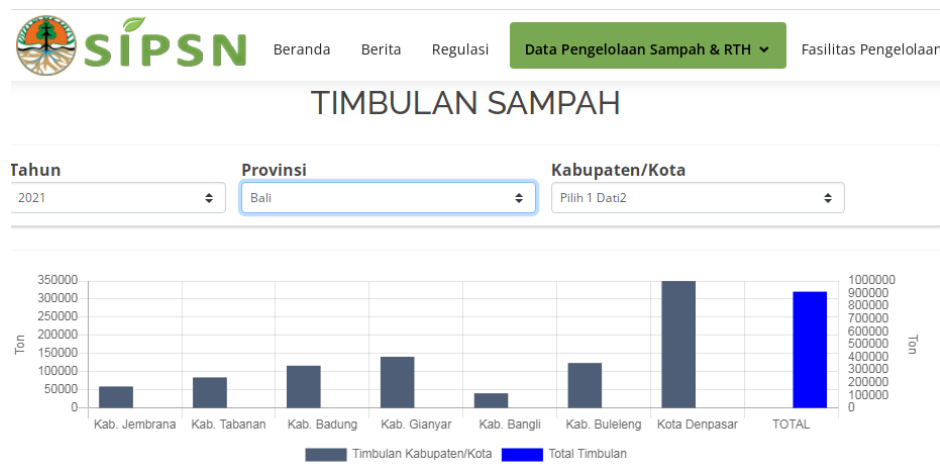 SIPSN Beranda Berita Regulasi Data Pengelolaan Sampah & RTH Fasilitas Pengelolaan
TIMBULAN SAMPAH
Tahun Provinsi Kabupaten/Kota
2021 Bali Pilih 1 Dati2
350000
300000
250000
200000
150000
100000
50000
0
Ton
1000000
900000
800000
700000
600000
500000
400000
300000
200000
100000
0
Ton
Kab. Jembrana Kab. Tabanan Kab. Badung Kab. Gianyar Kab. Bangli Kab. Buleleng Kota Denpasar TOTAL
Timbulan Kabupaten/Kota Total Timbulan